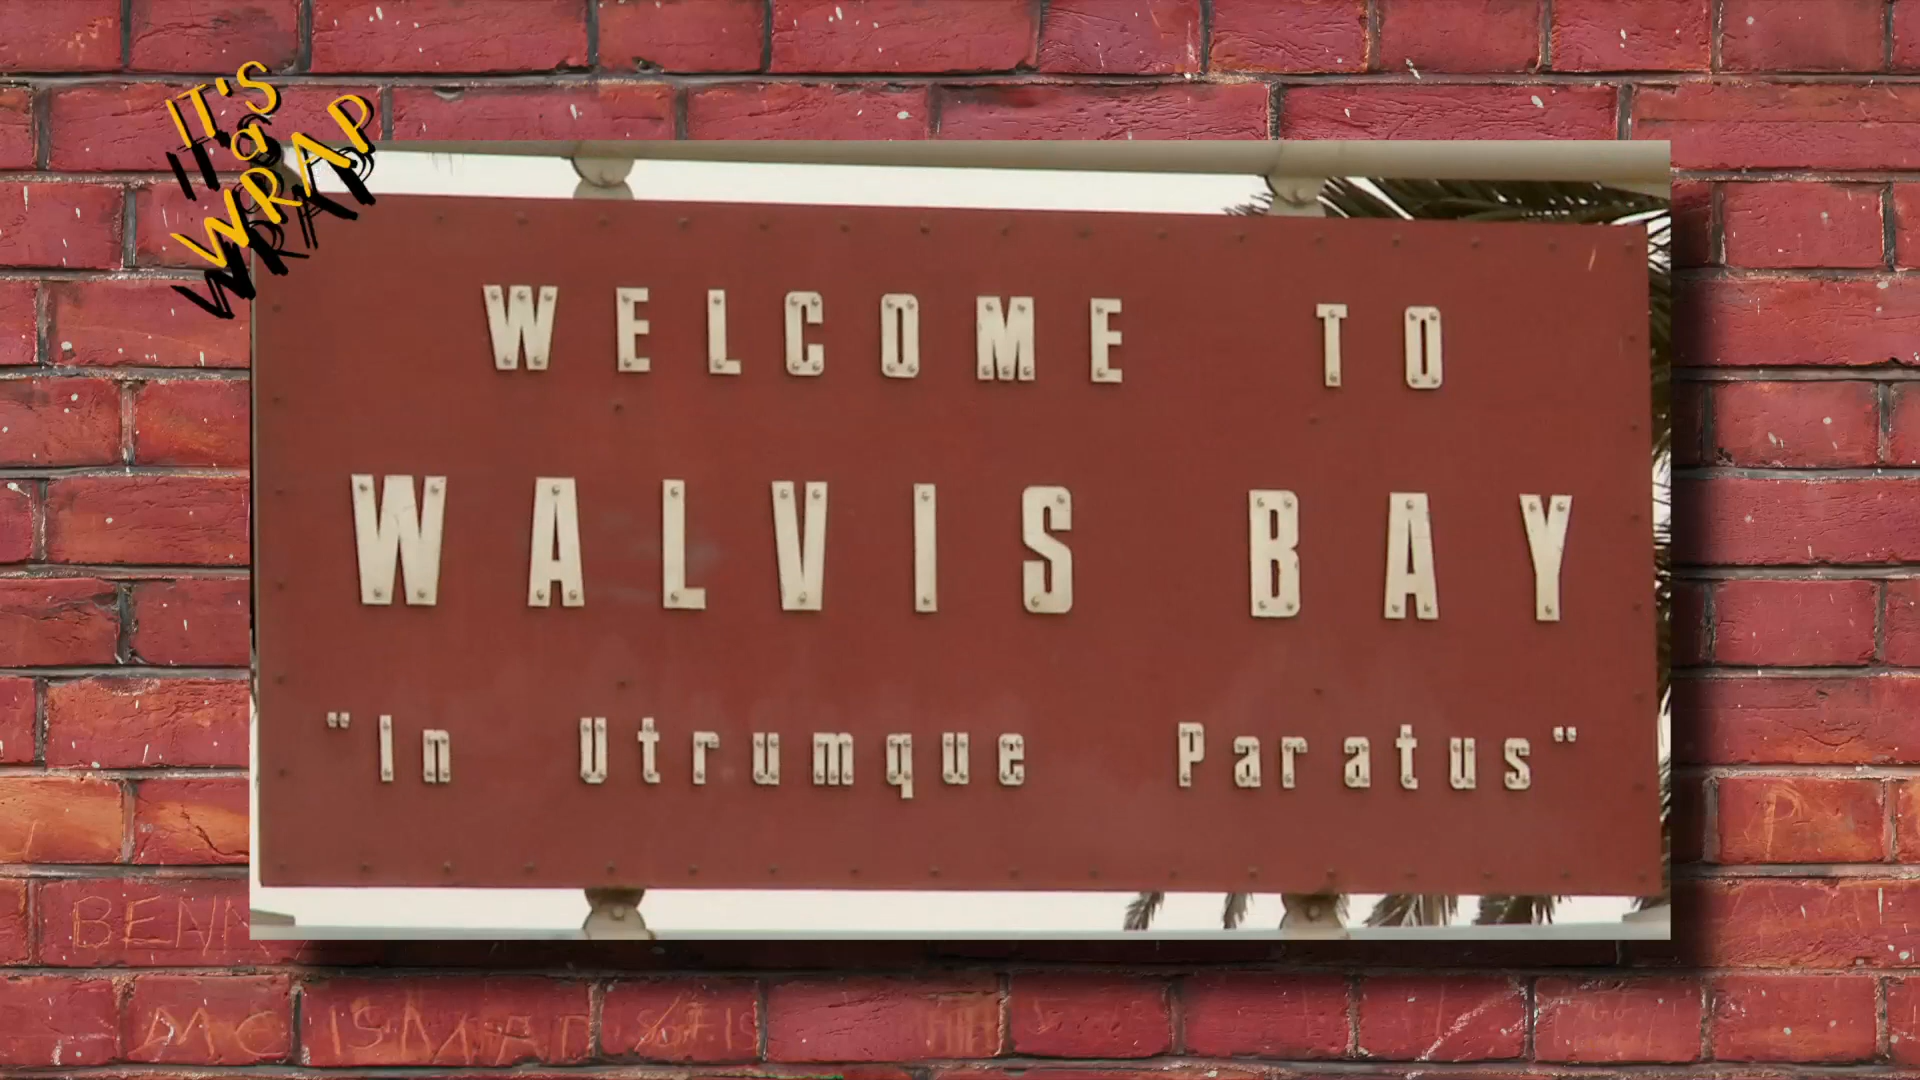 IT'S
a
WRAP
WELCOME TO
WALVIS BAY
"In Utrumque Paratus"